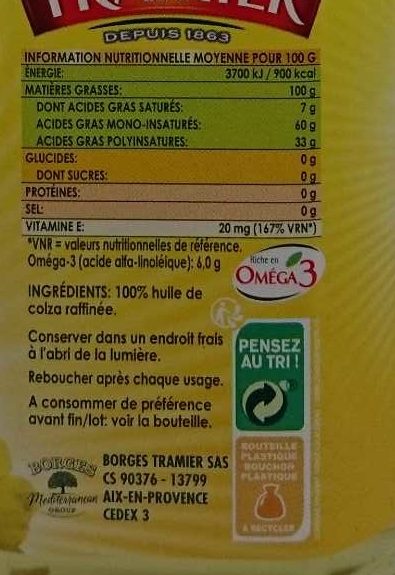 DEPUIS 1863
INFORMATION NUTRITIONNELLE MOYENNE POUR 100 G
ÉNERGIE: 3700 kJ / 900 kcal
MATIÈRES GRASSES: 100 g
DONT ACIDES GRAS SATURÉS: 7 g
ACIDES GRAS MONO-INSATURÉS: 60 g
ACIDES GRAS POLYINSATURES: 33 g
GLUCIDES: 0 g
DONT SUCRES: 0 g
PROTÉINES: 0 g
SEL: 0 g
VITAMINE E: 20 mg (167% VRN*)
*VNR = valeurs nutritionnelles de référence.
Oméga-3 (acide alfa-linoléique): 6,0 g
Riche en
OMÉGA 3
INGRÉDIENTS: 100% huile de
colza raffinée.
Conserver dans un endroit frais
à l'abri de la lumière.
Reboucher après chaque usage.
A consommer de préférence
avant fin/lot: voir la bouteille.
PENSEZ
AU TRI !
BOUTEILLE
PLASTIQUE
BOUCHON
PLASTIQUE
A RECYCLER
BORGES
Mediterranean
GROUP
BORGES TRAMIER SAS
CS 90376 - 13799
AIX-EN-PROVENCE
CEDEX 3